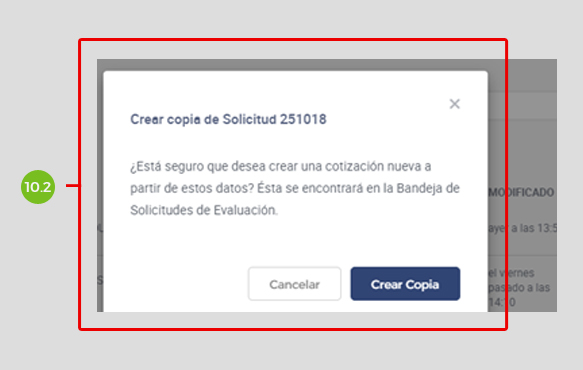 10.2
×
Crear copia de Solicitud 251018
¿Está seguro que desea crear una cotización nueva a
partir de estos datos? Ésta se encontrará en la Bandeja de
Solicitudes de Evaluación.
Cancelar
Crear Copia
MODIFICADO
ayer a las 13:5
el viernes
pasado a las
14:10